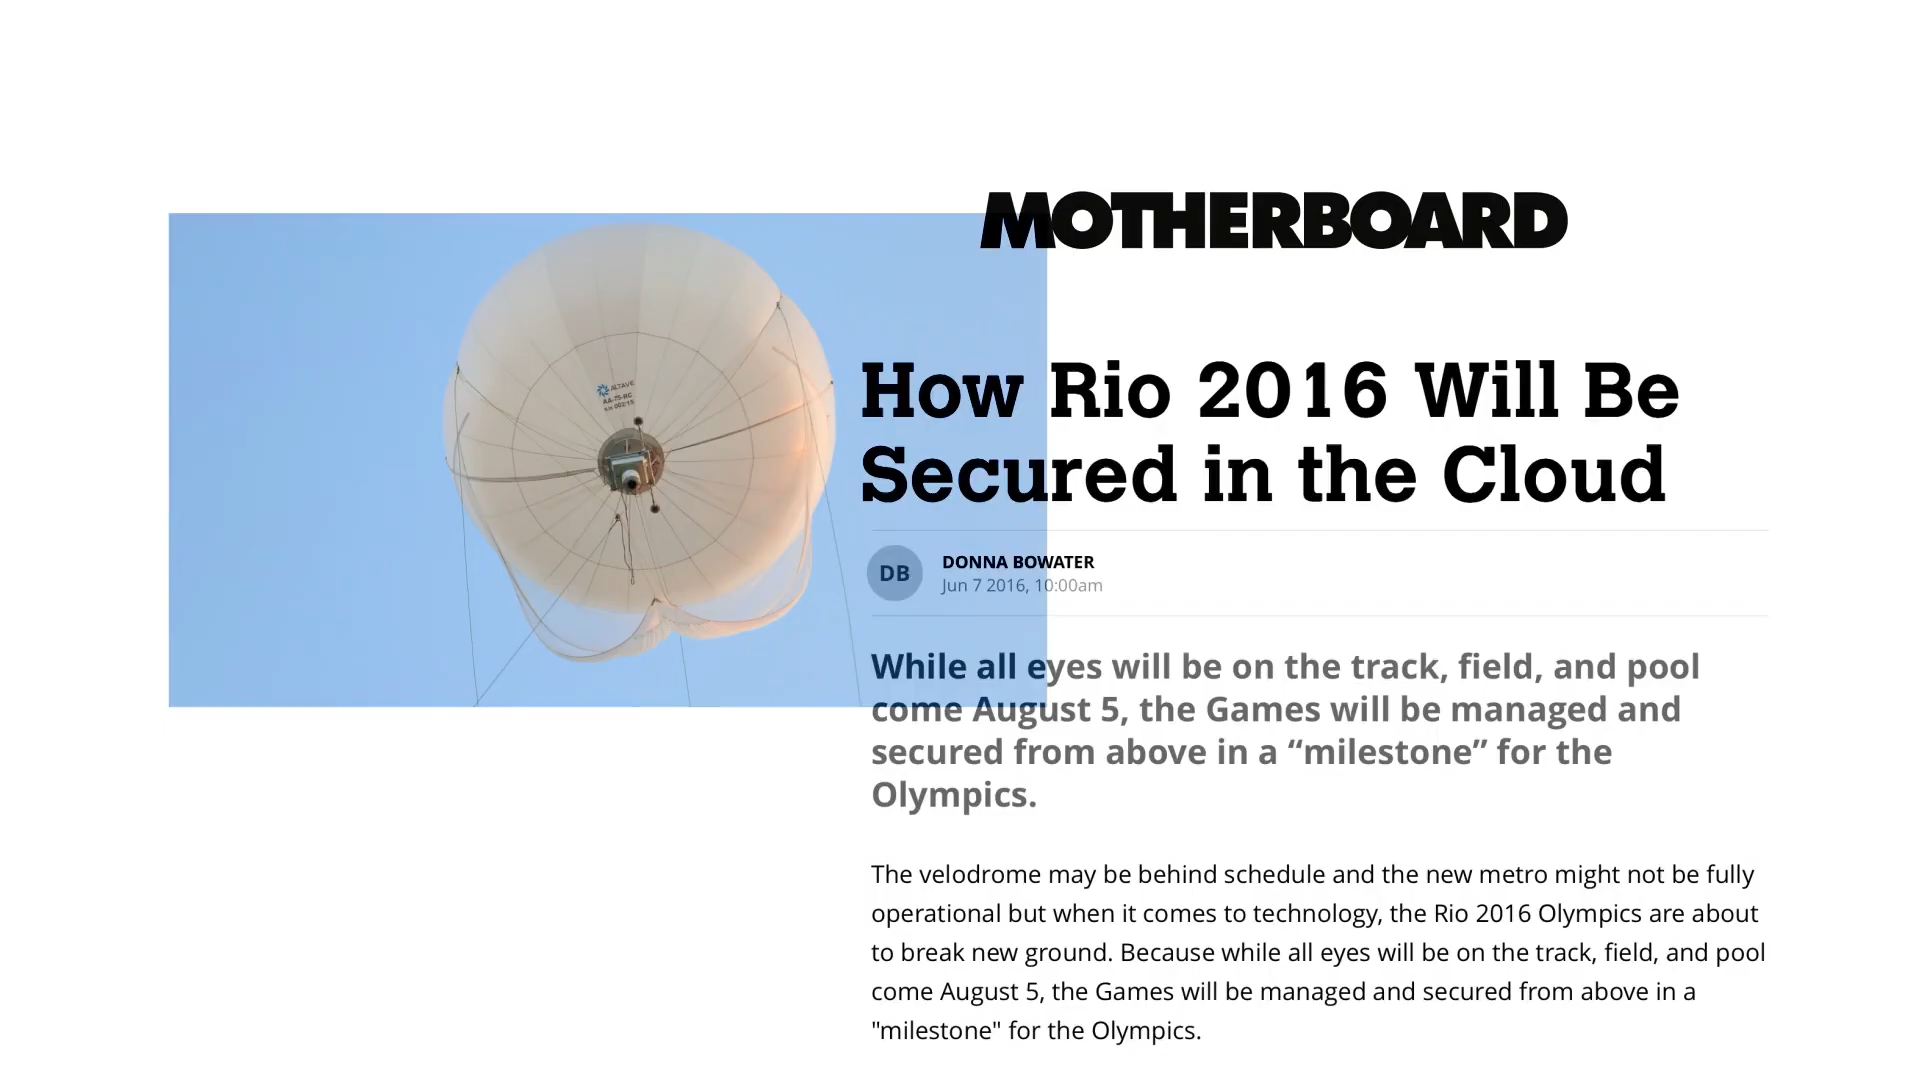 MOTHERBOARD
ALTAVE
How Rio 2016 Will Be
Secured in the Cloud
DB
DONNA BOWATER
Jun 7 2016, 10:00am
While all eyes will be on the track, field, and pool
come August 5, the Games will be managed and
secured from above in a “milestone” for the
Olympics.
The velodrome may be behind schedule and the new metro might not be fully
operational but when it comes to technology, the Rio 2016 Olympics are about
to break new ground. Because while all eyes will be on the track, field, and pool
come August 5, the Games will be managed and secured from above in a
"milestone" for the Olympics.